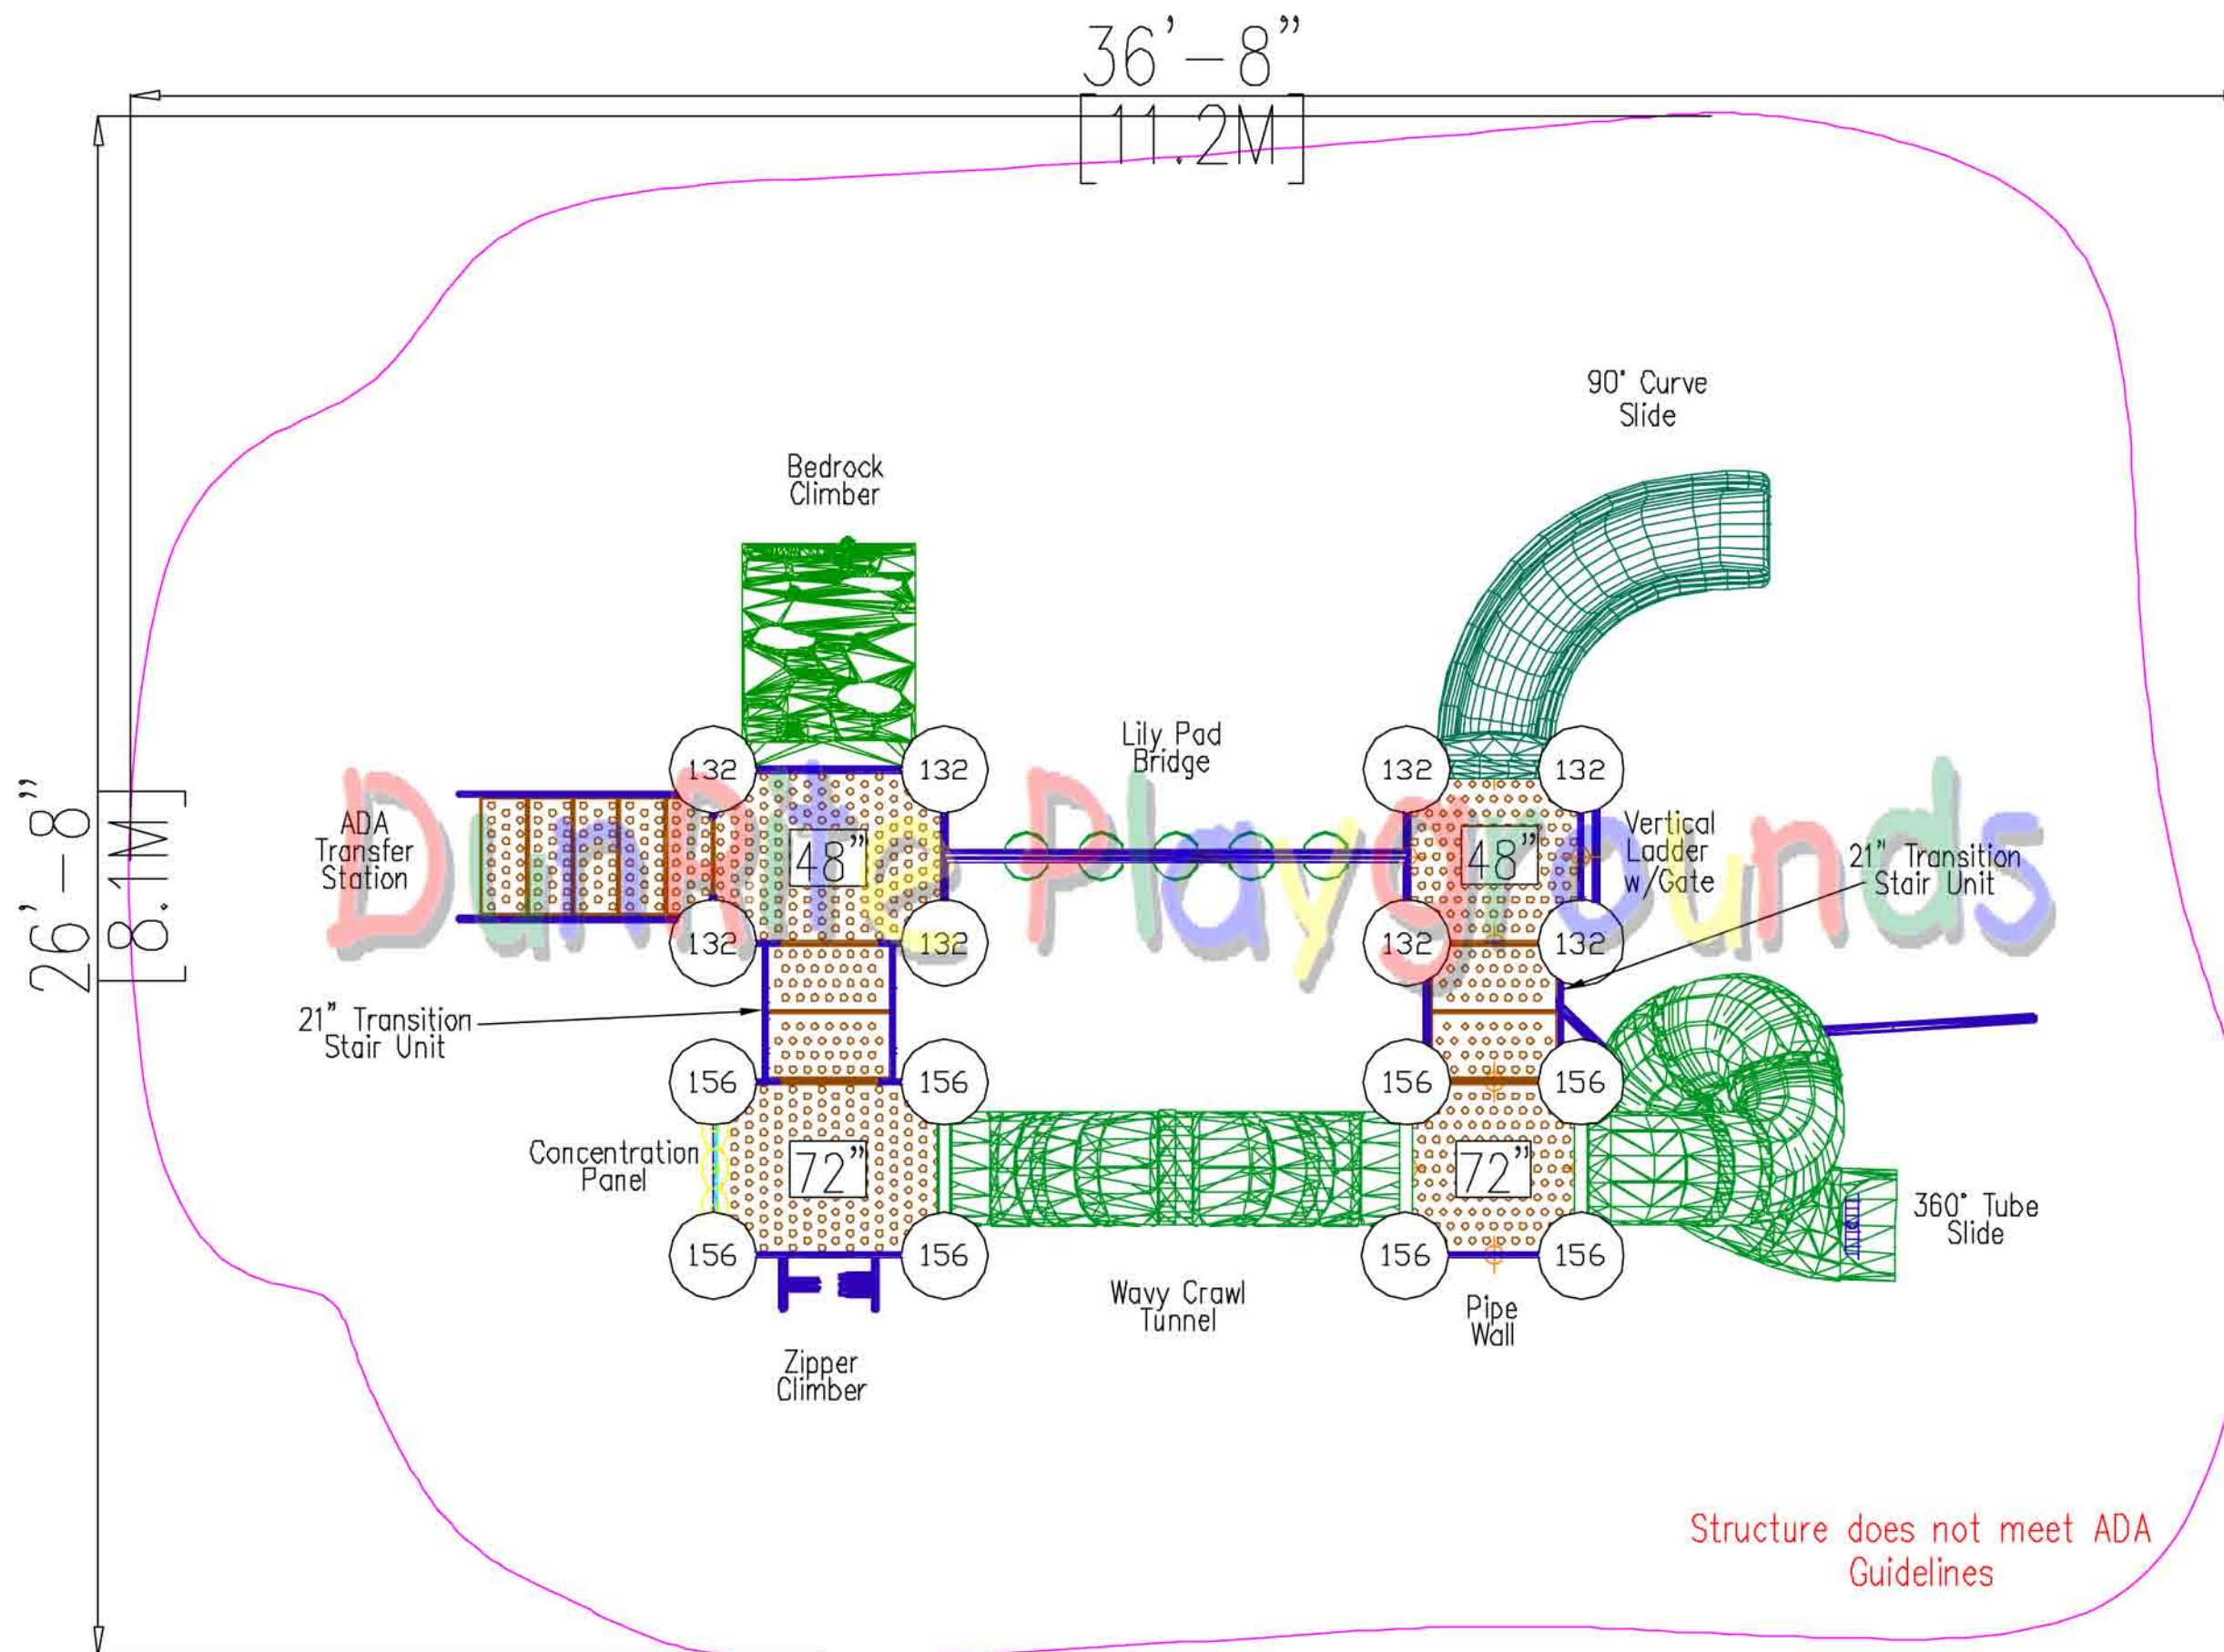 36'-8"
[11.2M]
26'-8"
[8.1M]
90° Curve
Slide
Bedrock
Climber
Lily Pad
Bridge
132
132
132
132
ADA
Transfer
Station
48"
48"
Vertical
Ladder
w/Gate
21" Transition
Stair Unit
DunRite Playgrounds
132
132
132
132
21" Transition
Stair Unit
156
156
156
156
Concentration
Panel
72"
72"
360° Tube
Slide
156
156
156
156
Wavy Crawl
Tunnel
Pipe
Wall
Zipper
Climber
Structure does not meet ADA
Guidelines